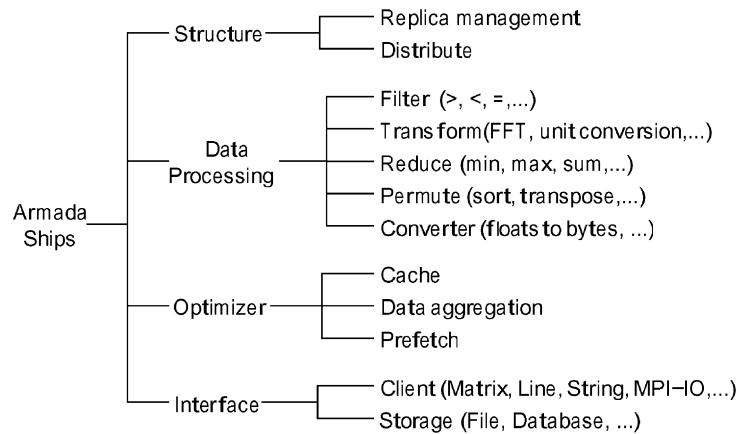 Armada
Ships
Structure
Replica management
Distribute
Data
Processing
Filter (>, <, =,...)
Transform(FFT, unit conversion,...)
Reduce (min, max, sum,...)
Permute (sort, transpose,...)
Converter (floats to bytes, ...)
Optimizer
Cache
Data aggregation
Prefetch
Interface
Client (Matrix, Line, String, MPI−IO,...)
Storage (File, Database, ...)